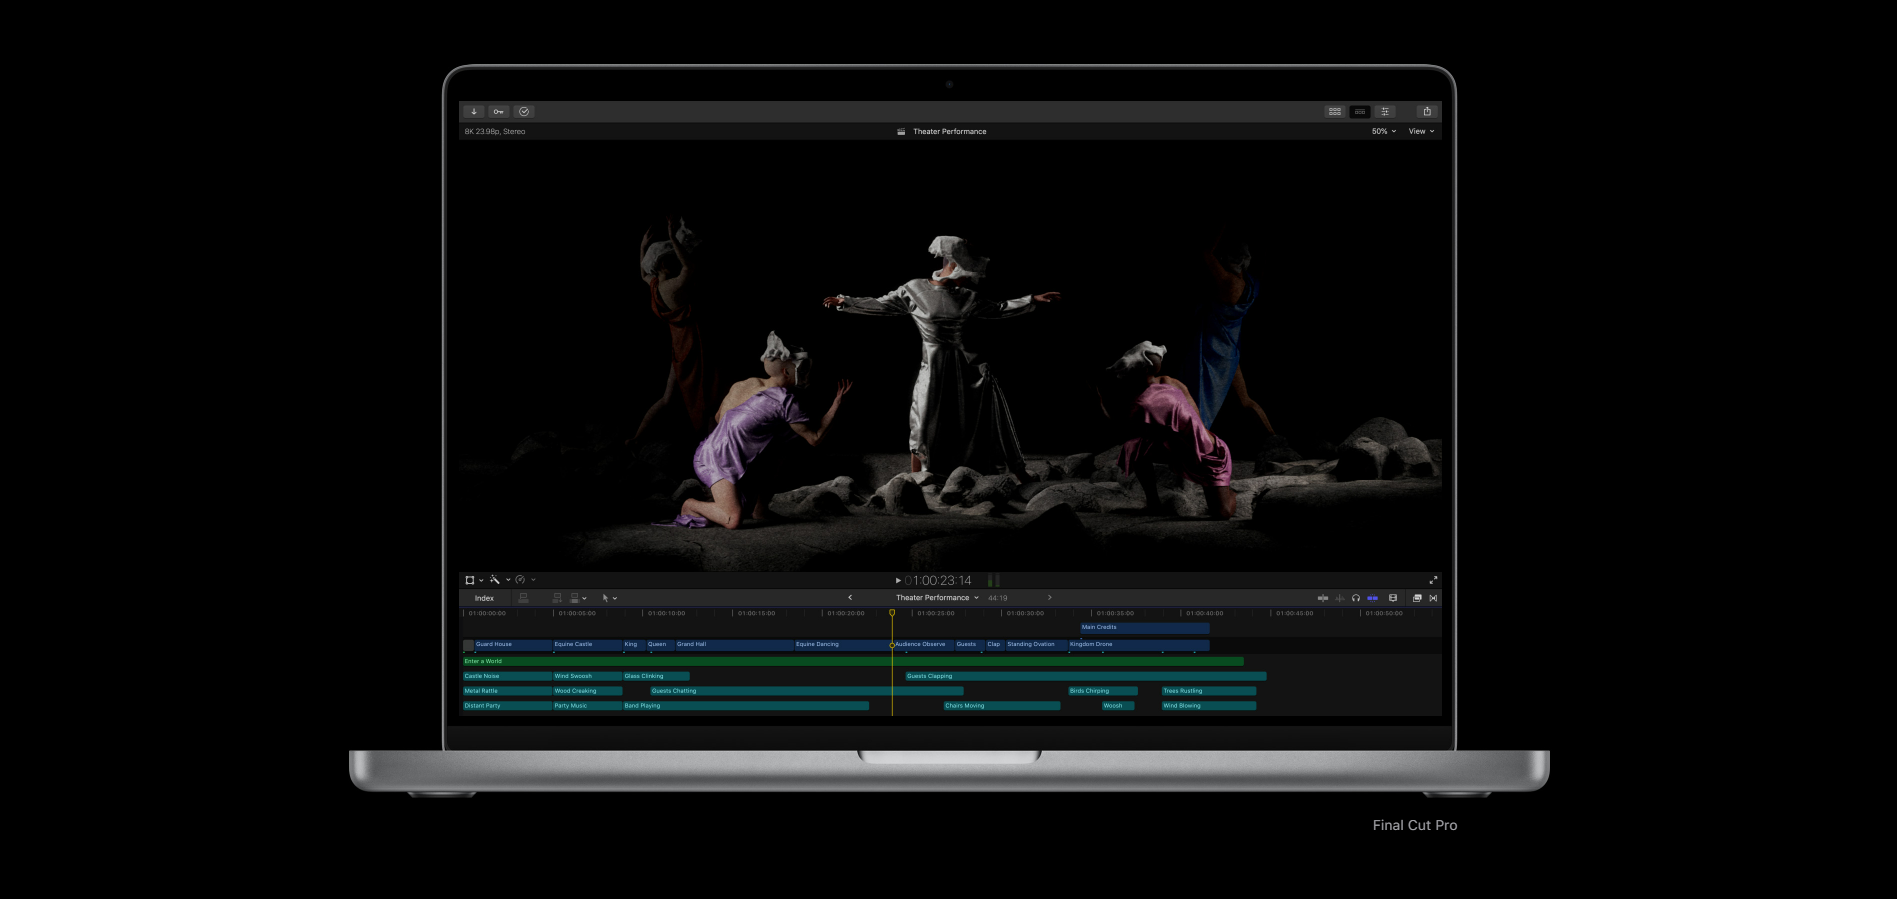 8K 23.98p, Stereo
Theater Performance
50%
View
01:00:23:14
Index
Theater Performance
44:19
01:00:00:00 01:00:05:00 01:00:10:00 01:00:15:00 01:00:20:00 01:00:25:00 01:00:30:00 01:00:35:00 01:00:40:00 01:00:45:00 01:00:50:00
Main Credits
Guard House Equine Castle King Queen Grand Hall Equine Dancing Audience Observe Guests Clap Standing Ovation Kingdom Drone
Enter a World
Castle Noise Wind Swoosh Glass Clinking Guests Clapping
Metal Rattle Wood Creaking Guests Chatting Birds Chirping Trees Rustling
Distant Party Party Music Band Playing Chairs Moving Woosh Wind Blowing
Final Cut Pro